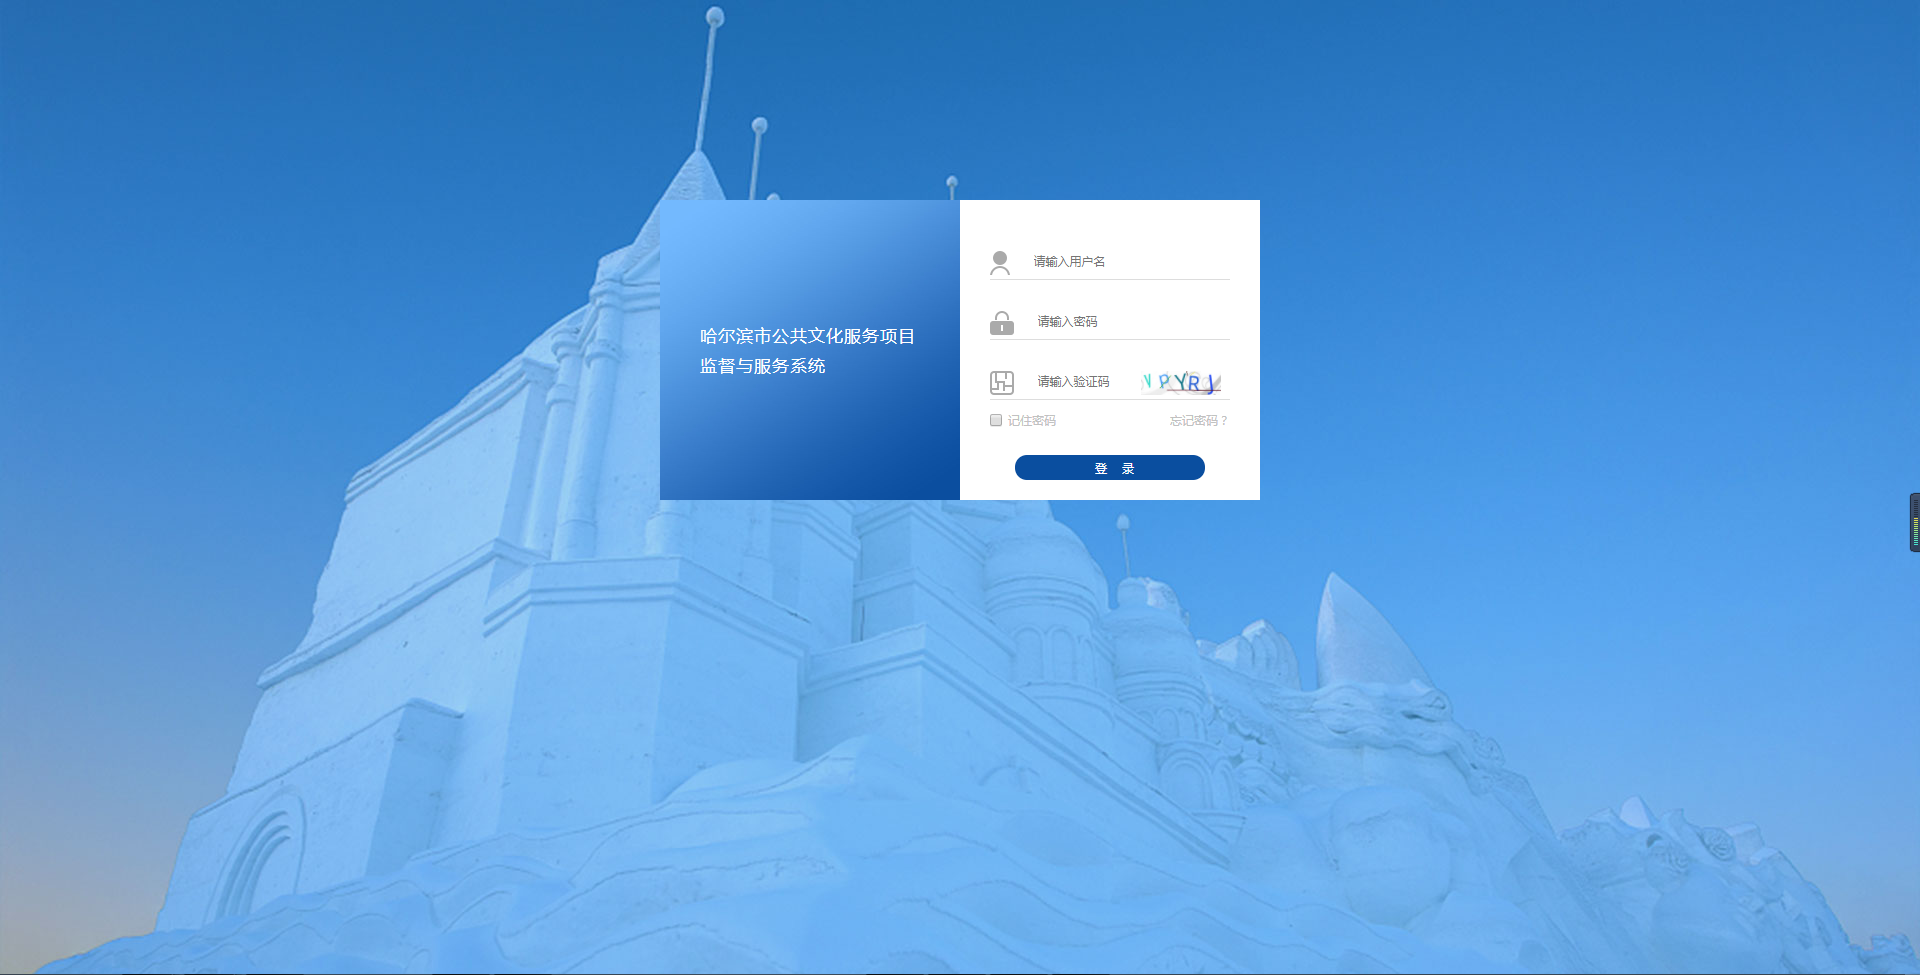 哈尔滨市公共文化服务项目
监督与服务系统
请输入用户名
请输入密码
请输入验证码 VPYRJ
记住密码 忘记密码？
登 录